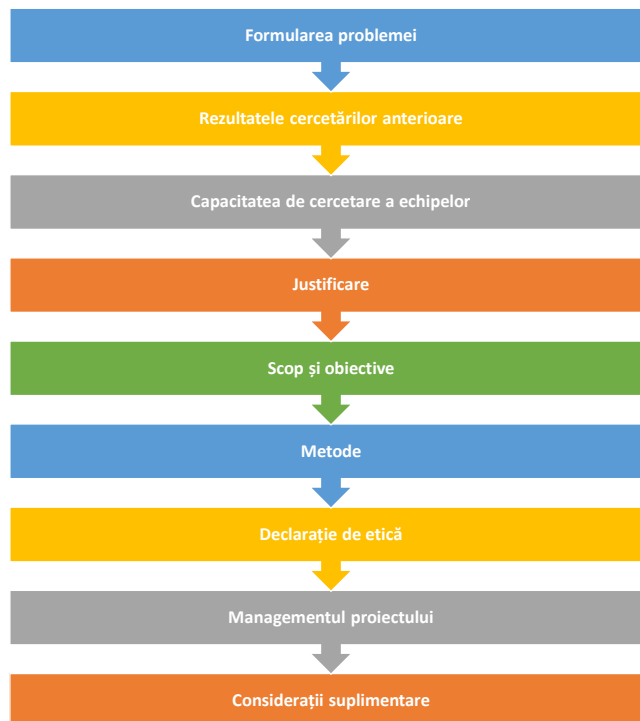 Formularea problemei
Rezultatele cercetărilor anterioare
Capacitatea de cercetare a echipelor
Justificare
Scop și obiective
Metode
Declarație de etică
Managementul proiectului
Considerații suplimentare